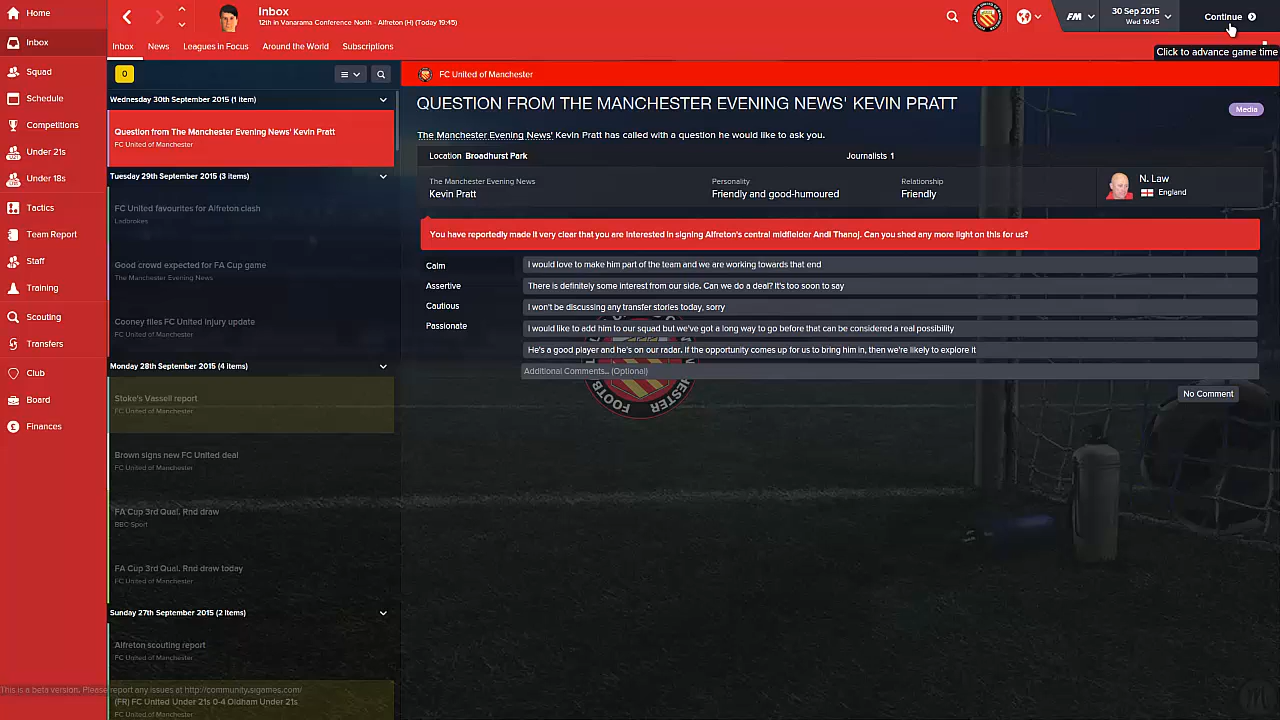 Home
Inbox
Squad
Schedule
Competitions
Under 21s
Under 18s
Tactics
Team Report
Staff
Training
Scouting
Transfers
Club
Board
Finances
Inbox
12th in Vanarama Conference North - Alfreton (H) (Today 19:45)
FM
30 Sep 2015
Wed 19:45
Continue
Click to advance game time
Inbox News Leagues in Focus Around the World Subscriptions
0
Wednesday 30th September 2015 (1 item)
Question from The Manchester Evening News' Kevin Pratt
FC United of Manchester
Tuesday 29th September 2015 (3 items)
FC United favourites for Alfreton clash
Ladbrokes
Good crowd expected for FA Cup game
The Manchester Evening News
Cooney files FC United injury update
FC United of Manchester
Monday 28th September 2015 (4 items)
Stoke's Vassell report
FC United of Manchester
Brown signs new FC United deal
FC United of Manchester
FA Cup 3rd Qual. Rnd draw
BBC Sport
FA Cup 3rd Qual. Rnd draw today
FC United of Manchester
Sunday 27th September 2015 (2 items)
Alfreton scouting report
FC United of Manchester
This is a beta version. Please report any issues at http://community.sigames.com/
(FR) FC United Under 21s 0-4 Oldham Under 21s
FC United of Manchester
FC United of Manchester
QUESTION FROM THE MANCHESTER EVENING NEWS' KEVIN PRATT
Media
The Manchester Evening News' Kevin Pratt has called with a question he would like to ask you.
Location Broadhurst Park Journalists 1
The Manchester Evening News Personality Relationship
Kevin Pratt Friendly and good-humoured Friendly
N. Law
England
You have reportedly made it very clear that you are interested in signing Alfreton's central midfielder Andi Thanoj. Can you shed any more light on this for us?
Calm
Assertive
Cautious
Passionate
I would love to make him part of the team and we are working towards that end
There is definitely some interest from our side. Can we do a deal? It's too soon to say
I won't be discussing any transfer stories today, sorry
I would like to add him to our squad but we've got a long way to go before that can be considered a real possibility
He's a good player and he's on our radar. If the opportunity comes up for us to bring him in, then we're likely to explore it
Additional Comments... (Optional)
No Comment